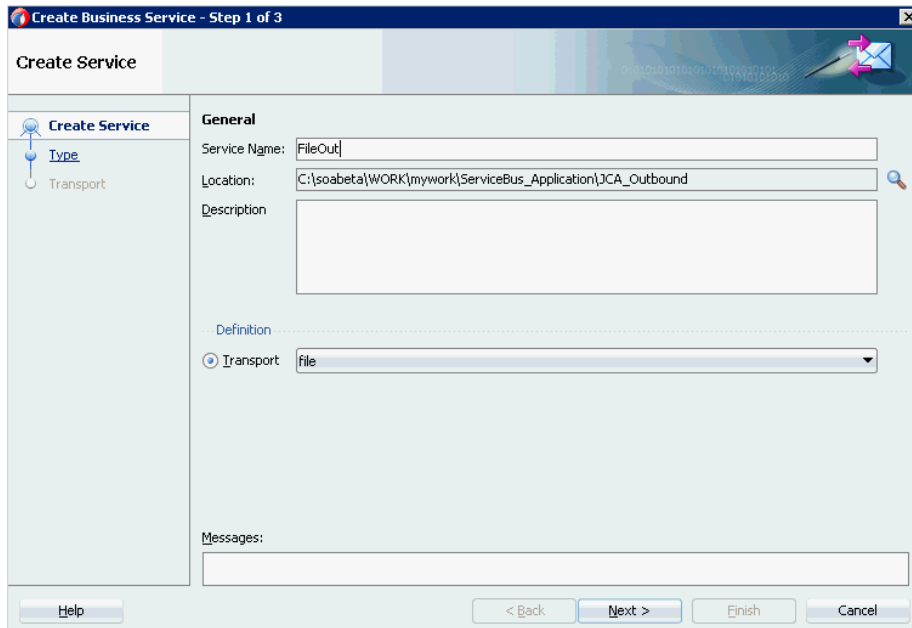 Create Business Service - Step 1 of 3
Create Service
Create Service
Type
Transport
General
Service Name: FileOut
Location: C:\soabeta\WORK\mywork\ServiceBus_Application\JCA_Outbound
Description
Definition
Transport file
Messages:
Help < Back Next > Finish Cancel